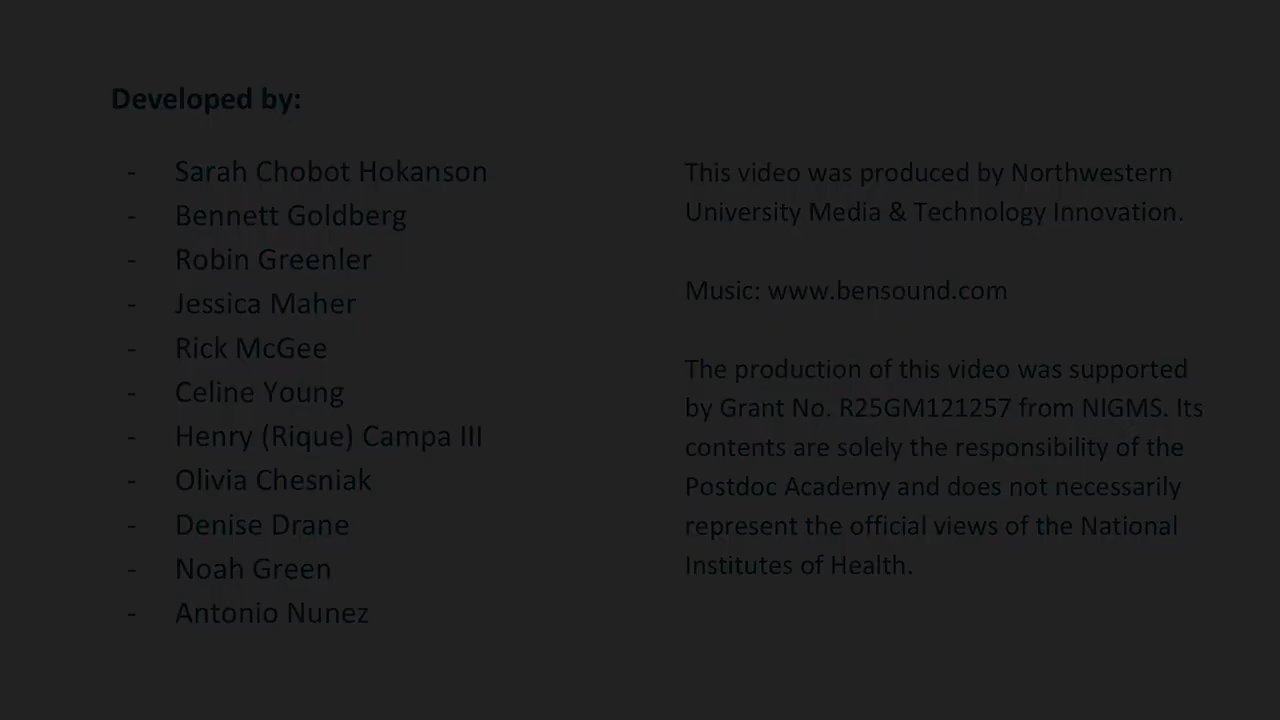 Developed by:
- Sarah Chobot Hokanson
- Bennett Goldberg
- Robin Greenler
- Jessica Maher
- Rick McGee
- Celine Young
- Henry (Rique) Campa III
- Olivia Chesniak
- Denise Drane
- Noah Green
- Antonio Nunez
This video was produced by Northwestern
University Media & Technology Innovation.
Music: www.bensound.com
The production of this video was supported
by Grant No. R25GM121257 from NIGMS. Its
contents are solely the responsibility of the
Postdoc Academy and does not necessarily
represent the official views of the National
Institutes of Health.